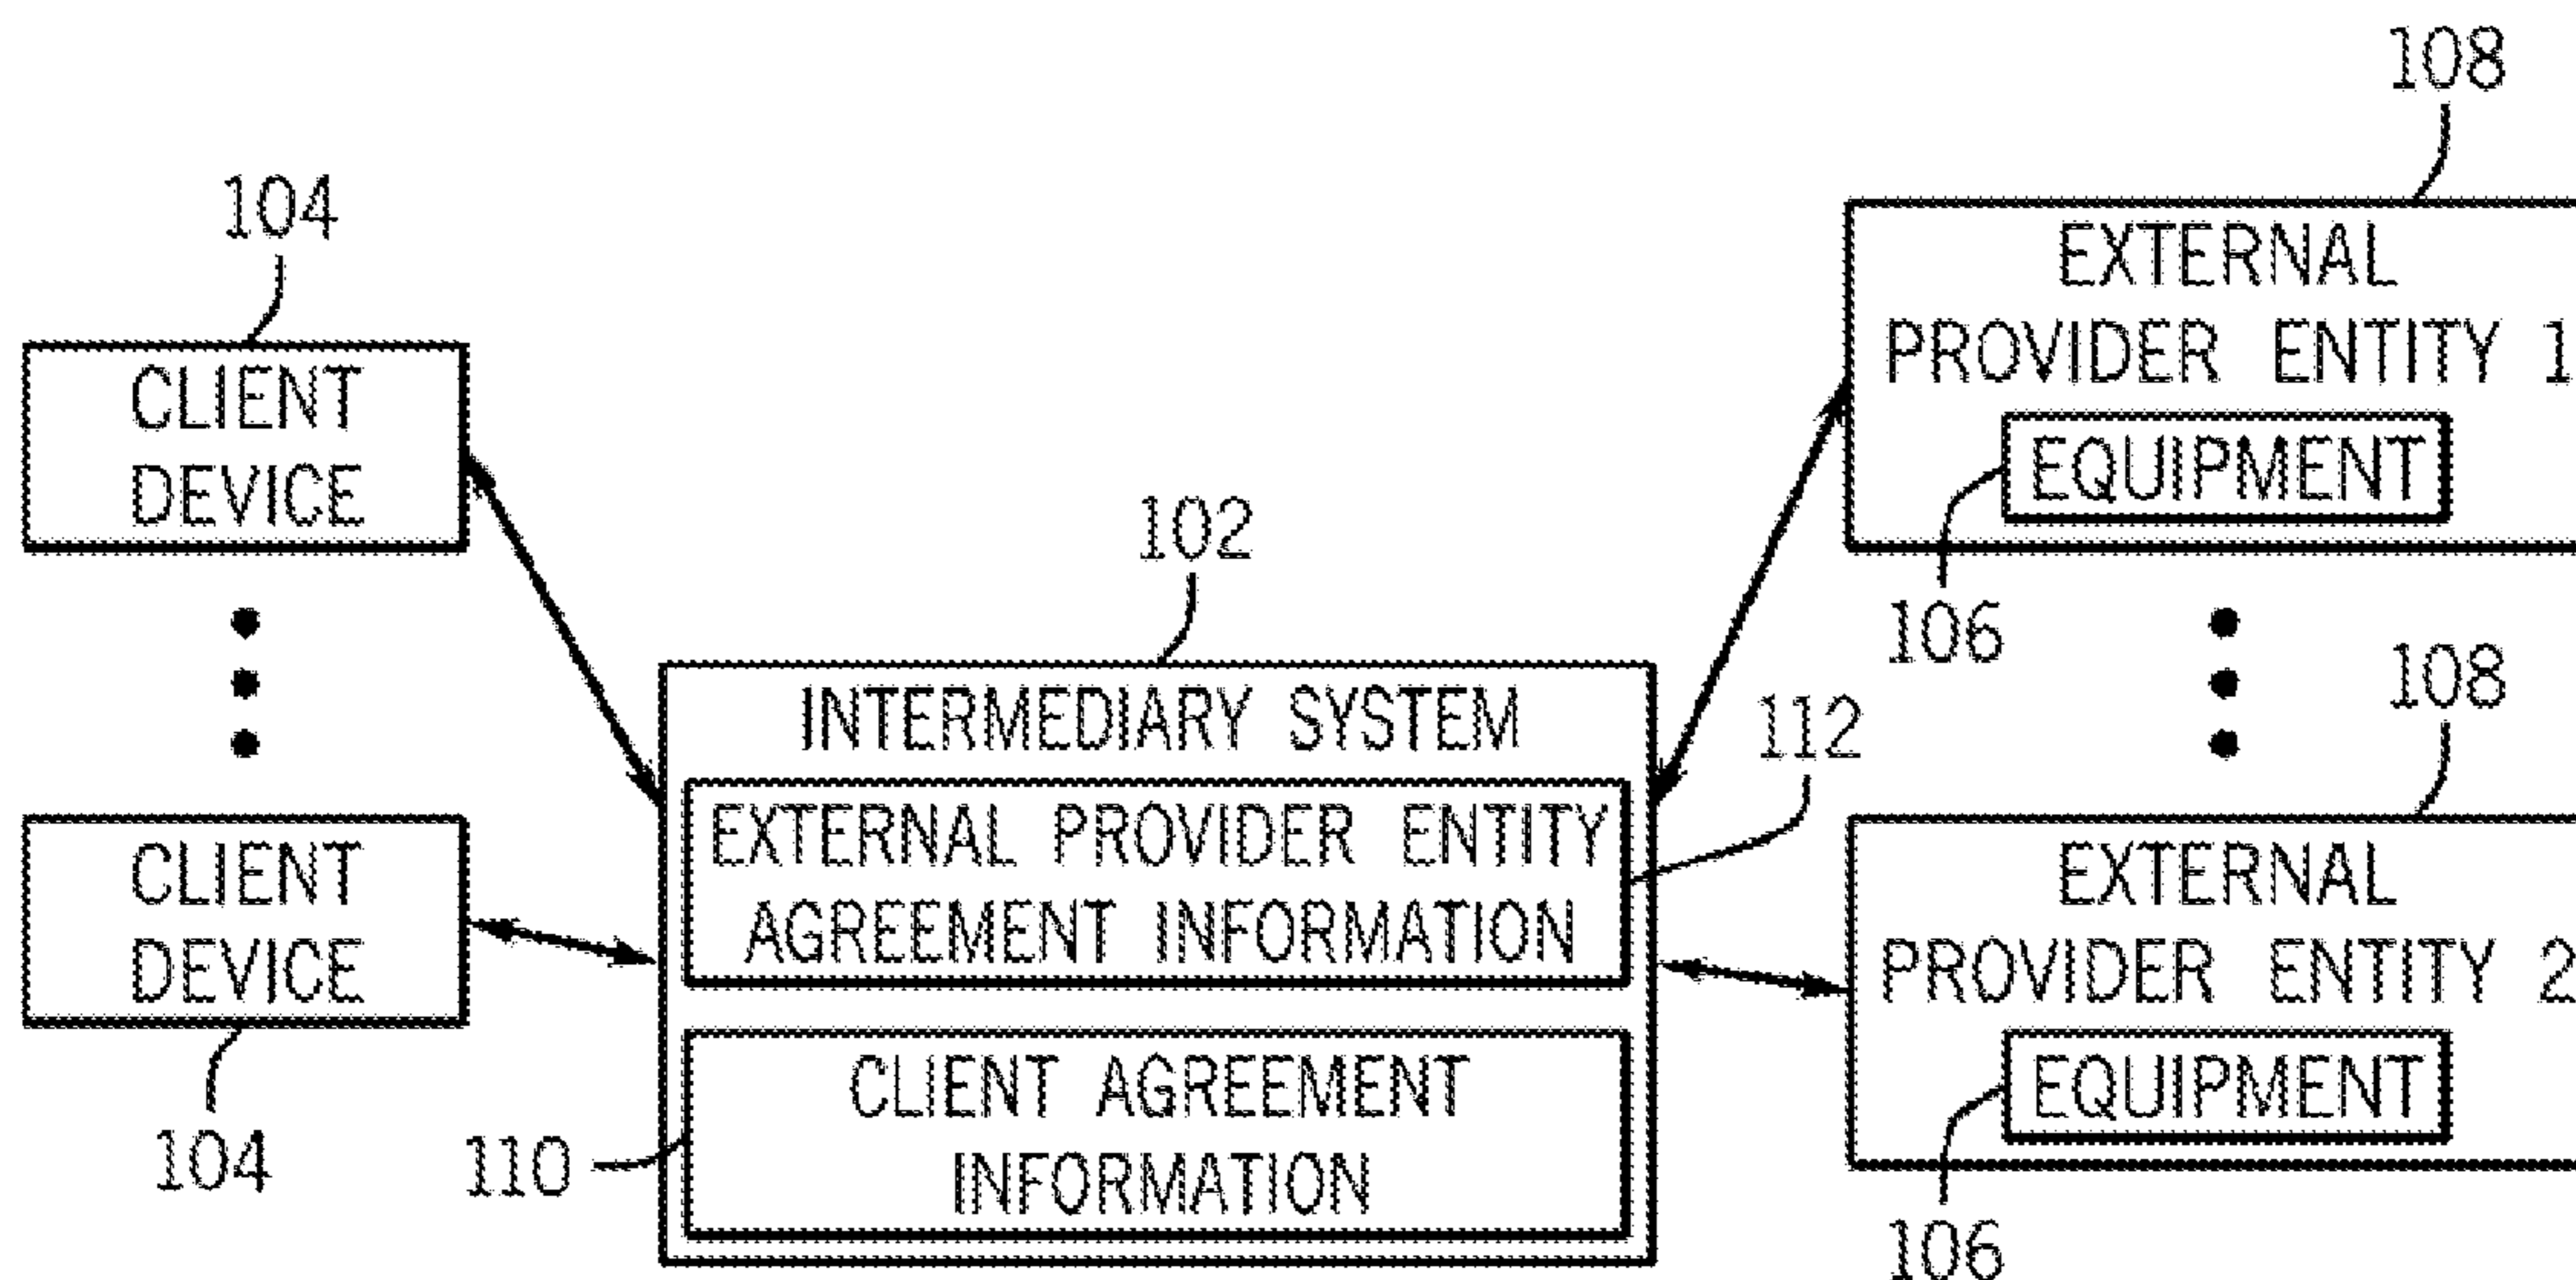 108
104
EXTERNAL
PROVIDER ENTITY 1
CLIENT
DEVICE
EQUIPMENT
102
106
108
INTERMEDIARY SYSTEM
112
EXTERNAL PROVIDER ENTITY
AGREEMENT INFORMATION
CLIENT
DEVICE
EXTERNAL
PROVIDER ENTITY 2
EQUIPMENT
CLIENT AGREEMENT
INFORMATION
104
110
106